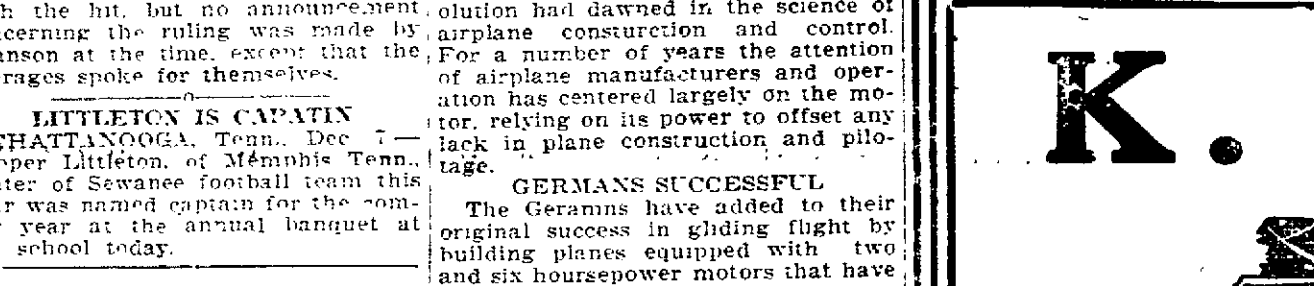 h the hit, but no announcement
cerning the ruling was made by
anson at the time, except that the
rages spoke for themselves.
LITTLETON IS CAPATIN
CHATTANOOGA, Tenn., Dec. 7—
pper Littleton, of Memphis Tenn.,
ter of Sewanee football team this
r was named captain for the com-
year at the annual banquet at
school today.
olution had dawned in the science of
airplane consturction and control.
For a number of years the attention
of airplane manufacturers and oper-
ation has centered largely on the mo-
tor, relying on its power to offset any
lack in plane construction and pilo-
tage.
GERMANS SUCCESSFUL
The Geramns have added to their
original success in gliding flight by
building planes equipped with two
and six hoursepower motors that have
K.